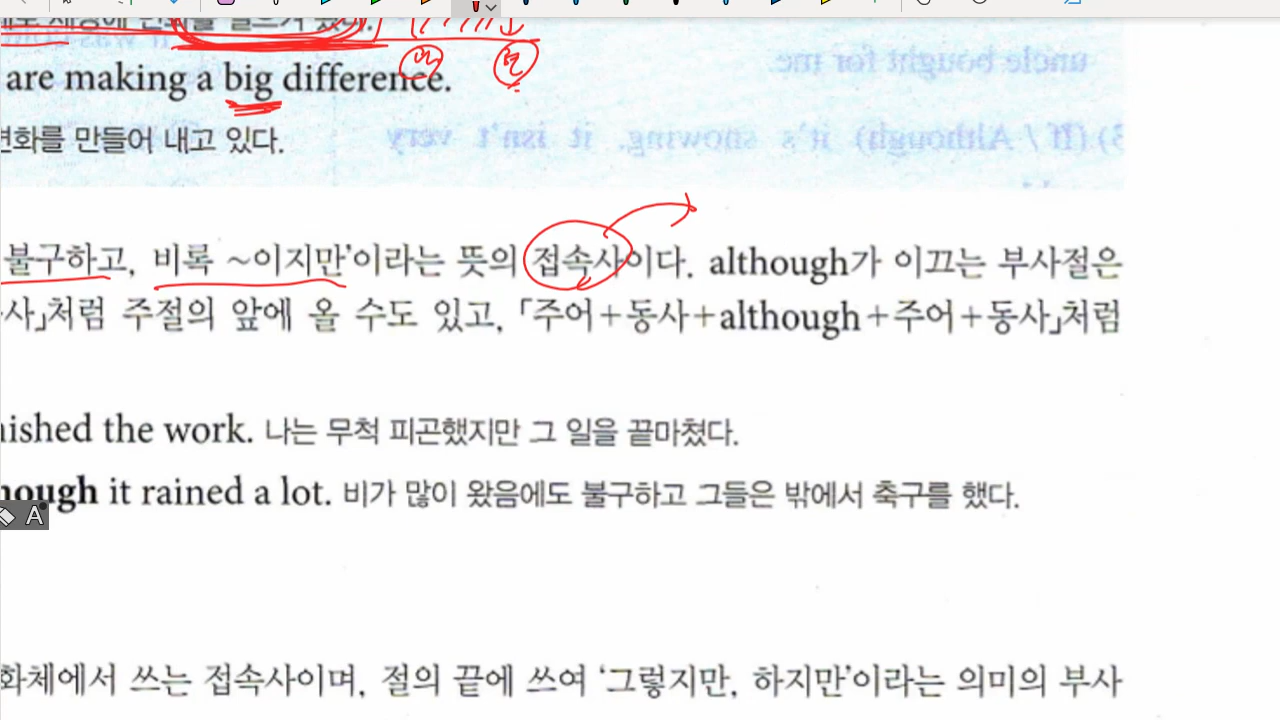 are making a big difference.
변화를 만들어 내고 있다.
uncle bought for me.
3) (If / Although) it's snowing, it isn't very
불구하고, 비록 ~이지만'이라는 뜻의 접속사이다. although가 이끄는 부사절은
사」처럼 주절의 앞에 올 수도 있고, 「주어+동사+although+주어+동사」처럼
nished the work. 나는 무척 피곤했지만 그 일을 끝마쳤다.
hough it rained a lot. 비가 많이 왔음에도 불구하고 그들은 밖에서 축구를 했다.
A
화체에서 쓰는 접속사이며, 절의 끝에 쓰여 '그렇지만, 하지만'이라는 의미의 부사